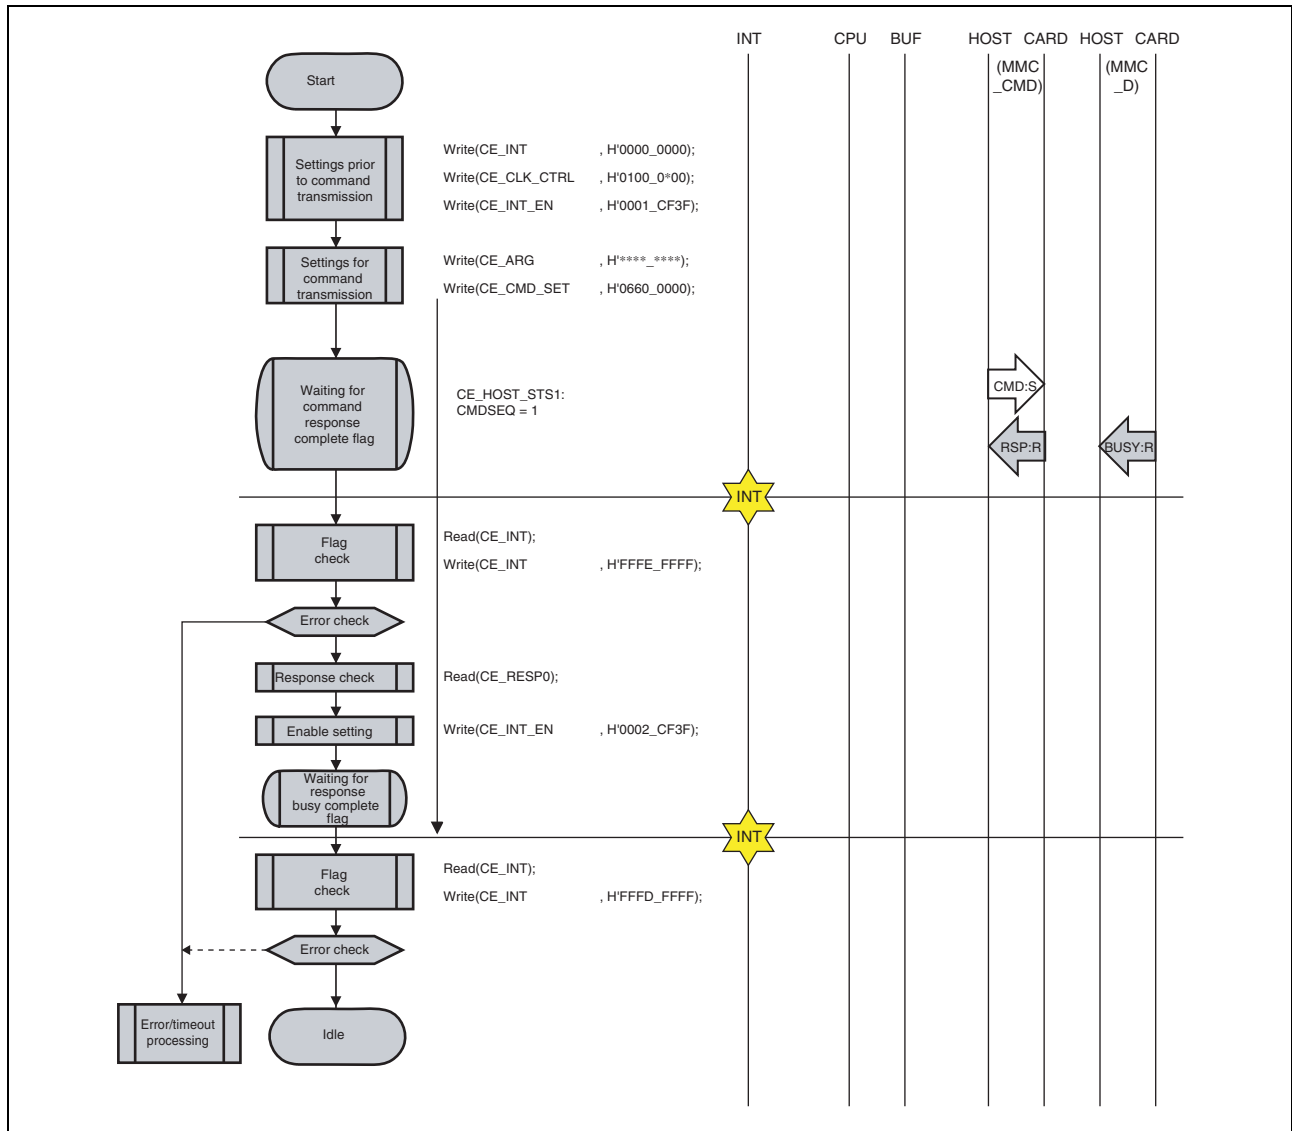 INT CPU BUF HOST CARD HOST CARD
(MMC
_CMD)
(MMC
_D)
Start
Settings prior
to command
transmission
Write(CE_INT , H'0000_0000);
Write(CE_CLK_CTRL , H'0100_0*00);
Write(CE_INT_EN , H'0001_CF3F);
Settings for
command
transmission
Write(CE_ARG , H'****_****);
Write(CE_CMD_SET , H'0660_0000);
Waiting for
command
response
complete flag
CE_HOST_STS1:
CMDSEQ = 1
CMD:S
RSP:R
BUSY:R
INT
Flag
check
Read(CE_INT);
Write(CE_INT , H'FFFE_FFFF);
Error check
Response check
Read(CE_RESP0);
Enable setting
Write(CE_INT_EN , H'0002_CF3F);
Waiting for
response
busy complete
flag
INT
Flag
check
Read(CE_INT);
Write(CE_INT , H'FFFD_FFFF);
Error check
Error/timeout
processing
Idle